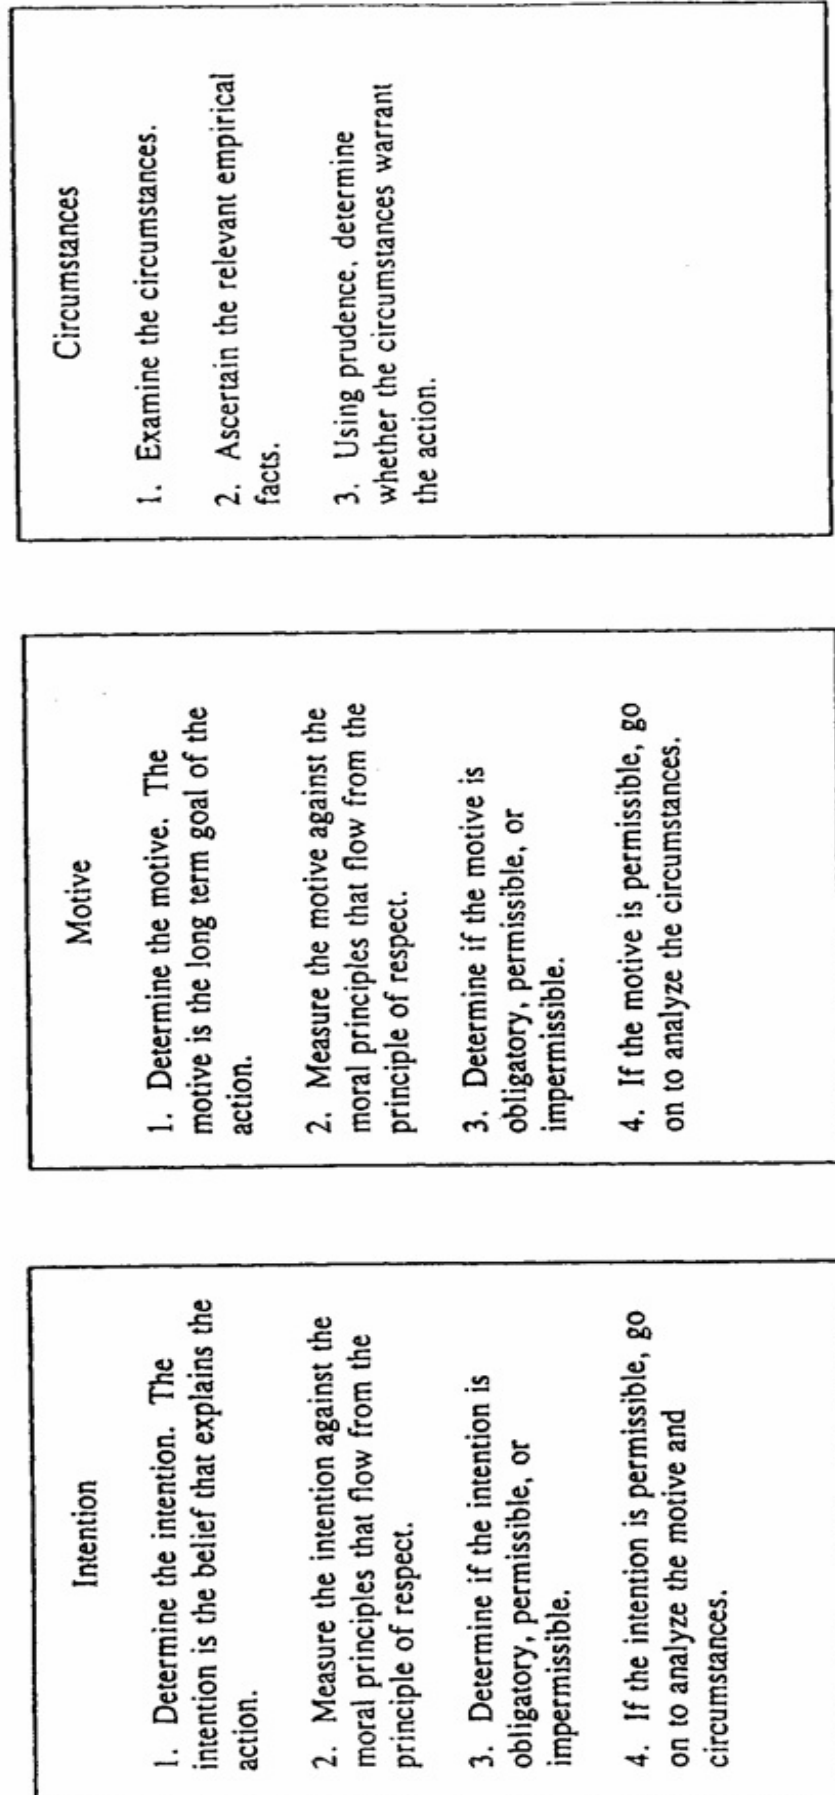 Intention
1. Determine the intention. The
intention is the belief that explains the
action.
2. Measure the intention against the
moral principles that flow from the
principle of respect.
3. Determine if the intention is
obligatory, permissible, or
impermissible.
4. If the intention is permissible, go
on to analyze the motive and
circumstances.
Motive
1. Determine the motive. The
motive is the long term goal of the
action.
2. Measure the motive against the
moral principles that flow from the
principle of respect.
3. Determine if the motive is
obligatory, permissible, or
impermissible.
4. If the motive is permissible, go
on to analyze the circumstances.
Circumstances
1. Examine the circumstances.
2. Ascertain the relevant empirical
facts.
3. Using prudence, determine
whether the circumstances warrant
the action.